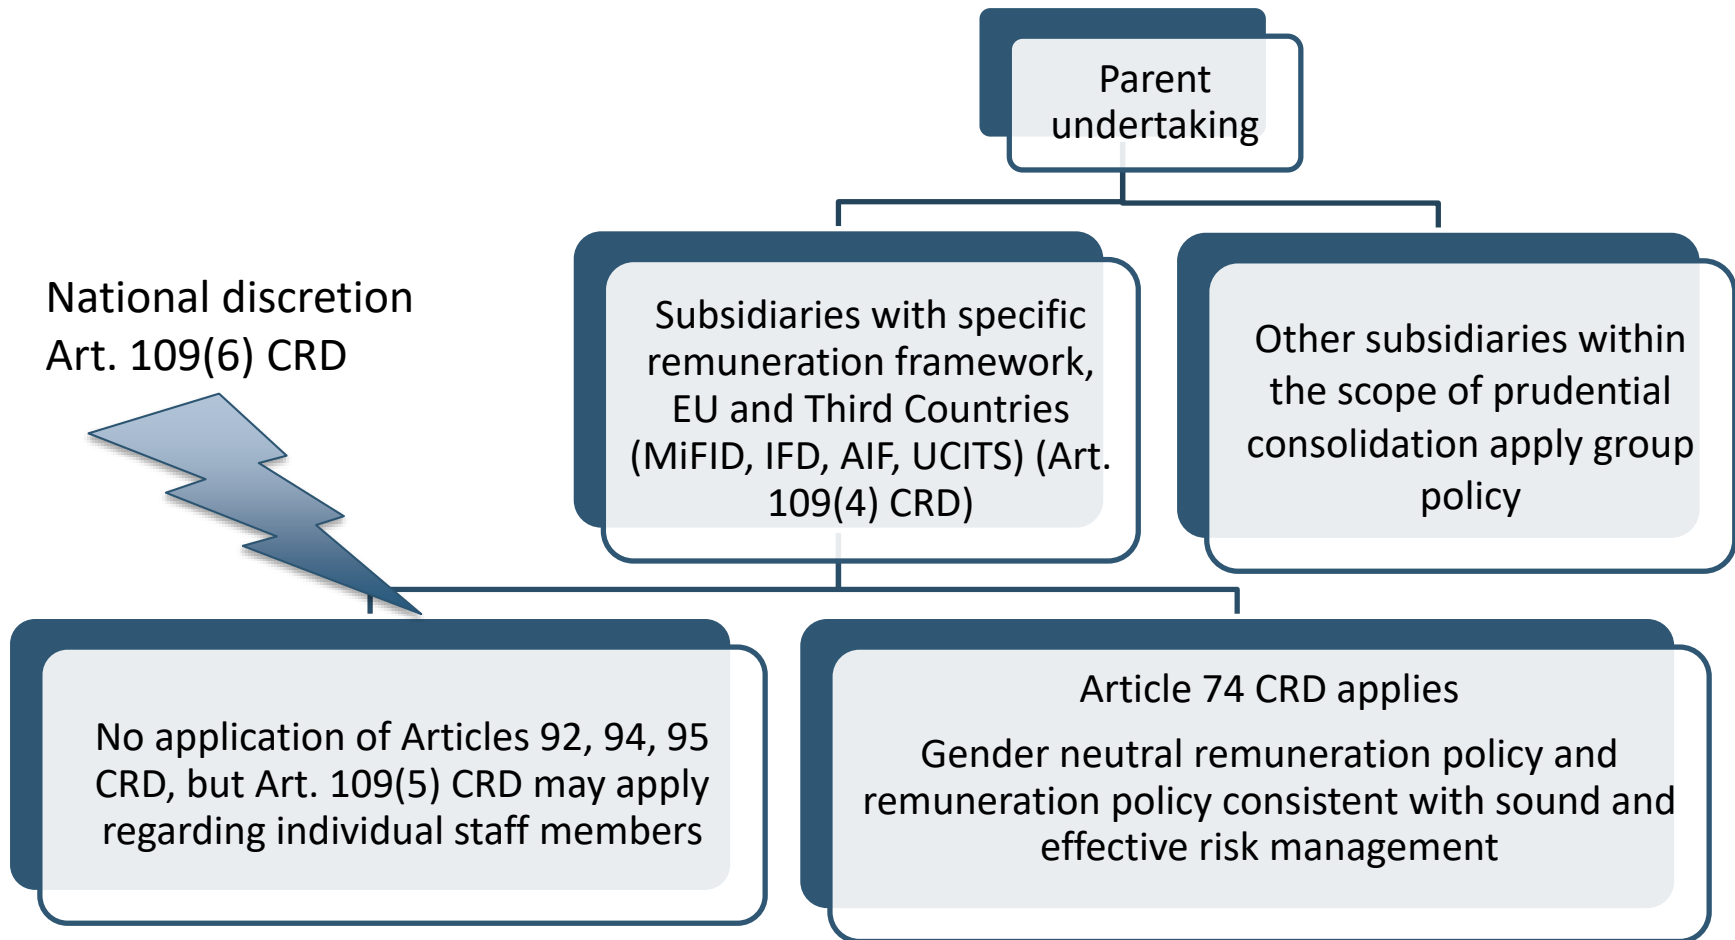 Parent
undertaking
National discretion
Art. 109(6) CRD
Subsidiaries with specific
remuneration framework,
EU and Third Countries
(MiFID, IFD, AIF, UCITS) (Art.
109(4) CRD)
Other subsidiaries within
the scope of prudential
consolidation apply group
policy
No application of Articles 92, 94, 95
CRD, but Art. 109(5) CRD may apply
regarding individual staff members
Article 74 CRD applies
Gender neutral remuneration policy and
remuneration policy consistent with sound and
effective risk management